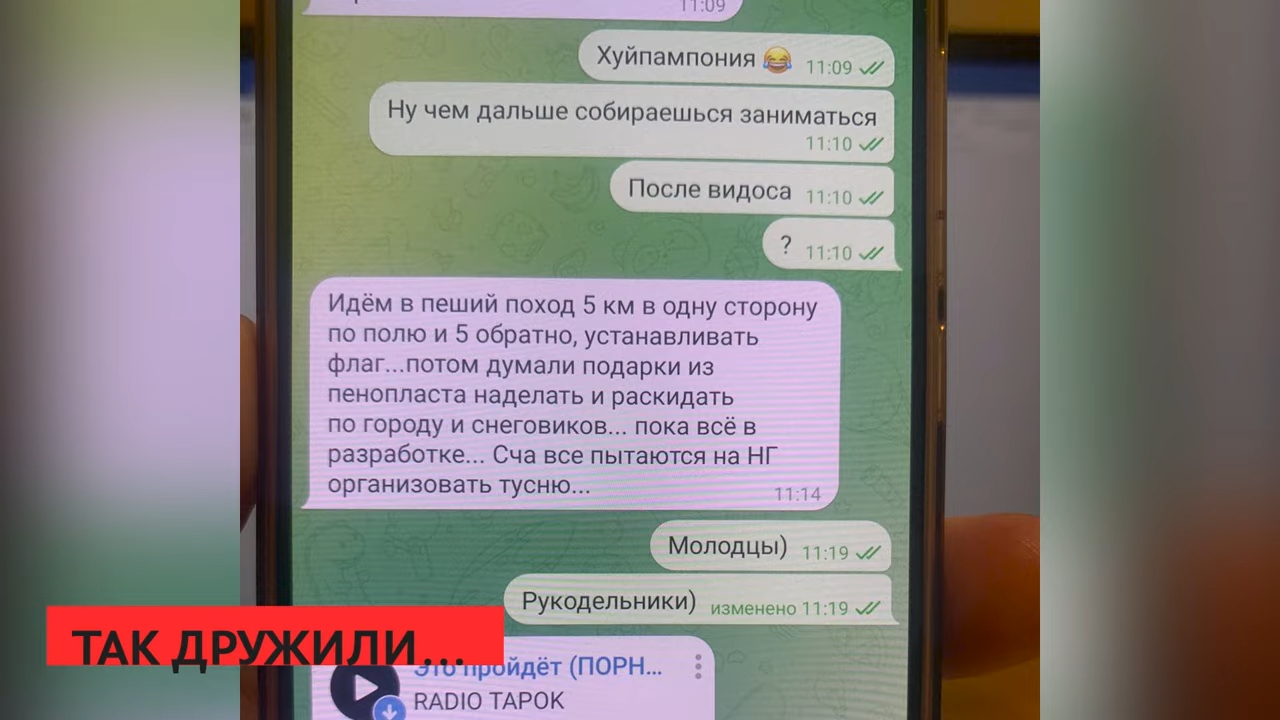 11:09
Хуйпампония 😂 11:09
Ну чем дальше собираешься заниматься
11:10
После видоса 11:10
? 11:10
Идём в пеший поход 5 км в одну сторону
по полю и 5 обратно, устанавливать
флаг...потом думали подарки из
пенопласта наделать и раскидать
по городу и снеговиков... пока всё в
разработке... Сча все пытаются на НГ
организовать тусню...
11:14
Молодцы) 11:19
Рукодельники) изменено 11:19
ТАК ДРУЖИЛИ...
Это пройдёт (ПОРН...
RADIO TAPOK